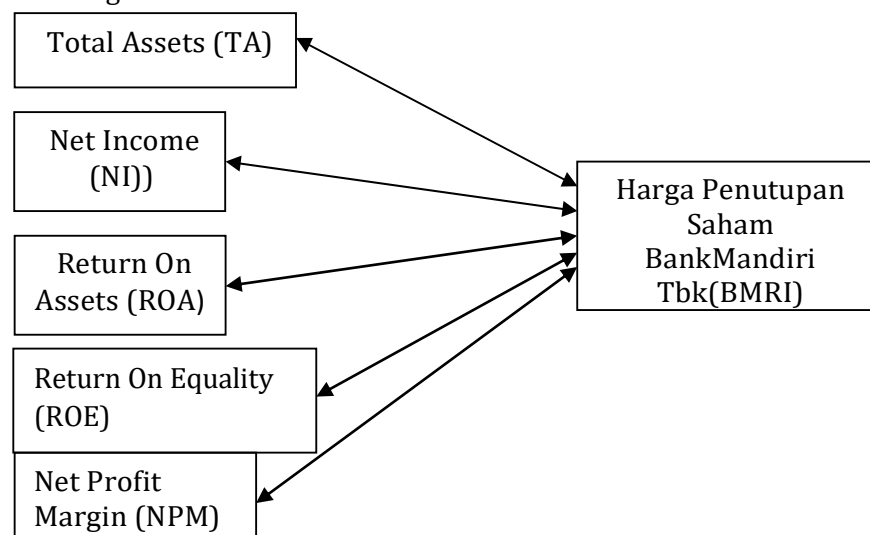 Total Assets (TA)
Net Income
(NI))
Return On
Assets (ROA)
Return On Equality
(ROE)
Net Profit
Margin (NPM)
Harga Penutupan
Saham
BankMandiri
Tbk(BMRI)